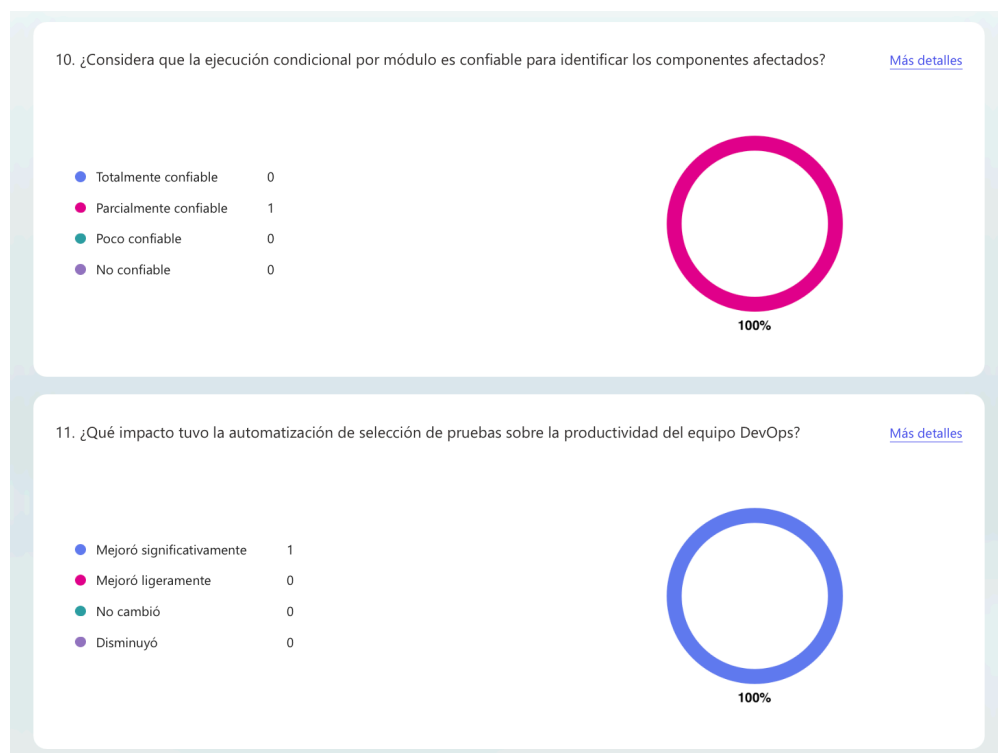 10. ¿Considera que la ejecución condicional por módulo es confiable para identificar los componentes afectados?
Más detalles
Totalmente confiable 0
Parcialmente confiable 1
Poco confiable 0
No confiable 0
100%
11. ¿Qué impacto tuvo la automatización de selección de pruebas sobre la productividad del equipo DevOps?
Más detalles
Mejoró significativamente 1
Mejoró ligeramente 0
No cambió 0
Disminuyó 0
100%